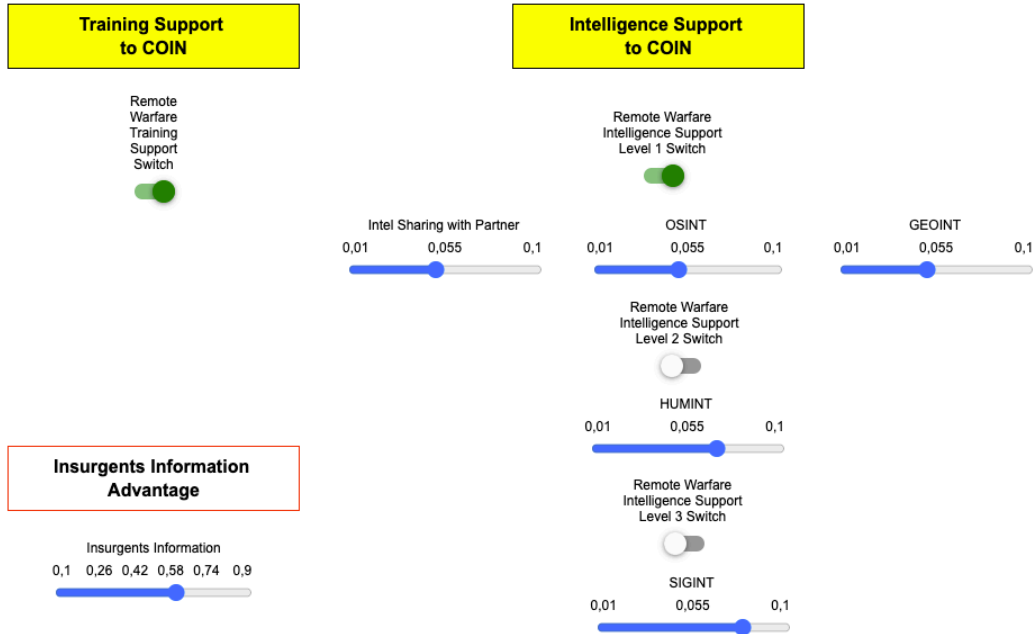 Training Support
to COIN
Intelligence Support
to COIN
Remote
Warfare
Training
Support
Switch
Remote Warfare
Intelligence Support
Level 1 Switch
Intel Sharing with Partner
0,01 0,055 0,1
OSINT
0,01 0,055 0,1
GEOINT
0,01 0,055 0,1
Remote Warfare
Intelligence Support
Level 2 Switch
HUMINT
0,01 0,055 0,1
Insurgents Information
Advantage
Remote Warfare
Intelligence Support
Level 3 Switch
Insurgents Information
0,1 0,26 0,42 0,58 0,74 0,9
SIGINT
0,01 0,055 0,1